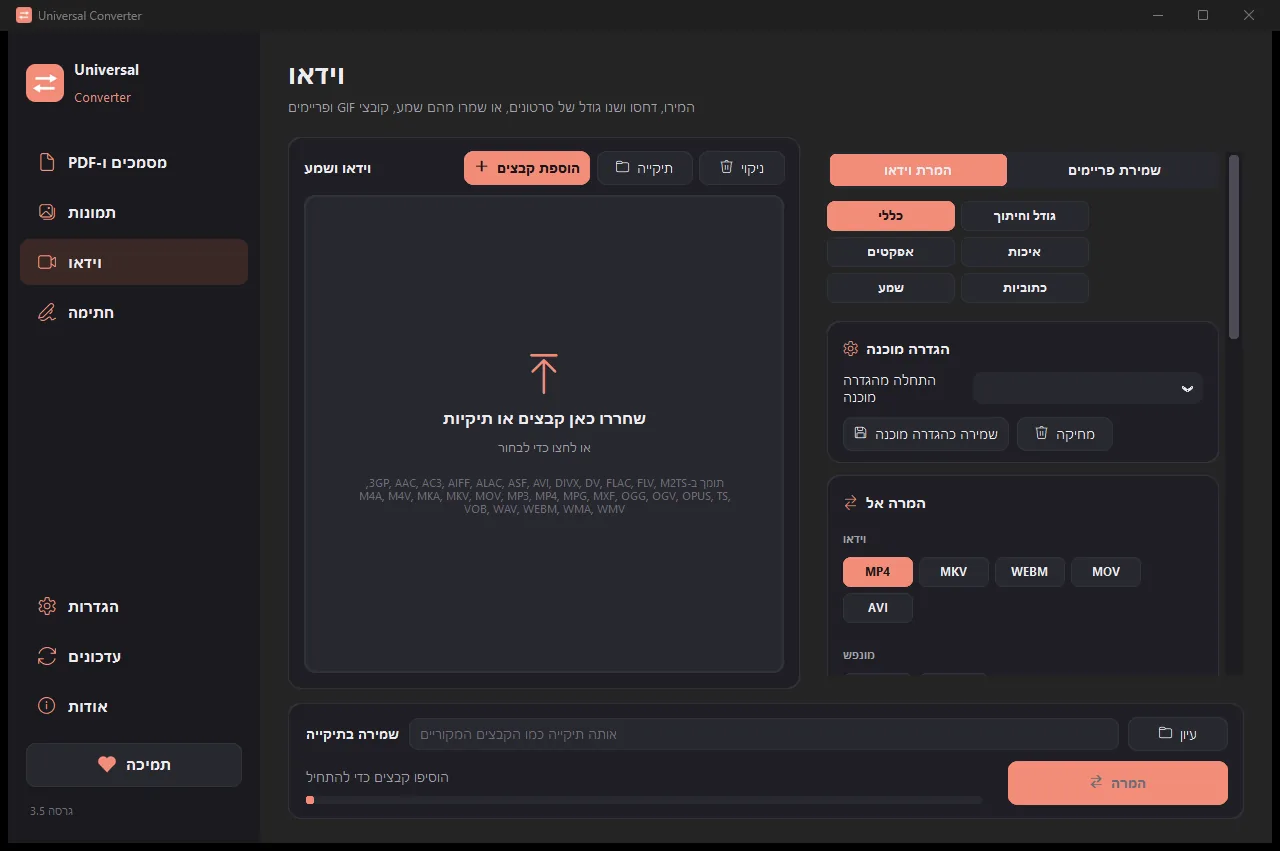 Universal Converter
Universal
Converter
מסמכים ו-PDF
תמונות
וידאו
חתימה
הגדרות
עדכונים
אודות
תמיכה
גרסה 3.5
וידאו
המירו, דחסו ושנו גודל של סרטונים, או שמרו מהם שמע, קובצי GIF ופריימים
וידאו ושמע
הוספת קבצים
תיקייה
ניקוי
שחררו כאן קבצים או תיקיות
או לחצו כדי לבחור
תומך ב-3GP, AAC, AC3, AIFF, ALAC, ASF, AVI, DIVX, DV, FLAC, FLV, M2TS,
M4A, M4V, MKA, MKV, MOV, MP3, MP4, MPG, MXF, OGG, OGV, OPUS, TS,
VOB, WAV, WEBM, WMA, WMV
המרת וידאו
שמירת פריימים
כללי
גודל וחיתוך
אפקטים
איכות
שמע
כתוביות
הגדרה מוכנה
התחלה מהגדרה
מוכנה
שמירה כהגדרה מוכנה
מחיקה
המרה אל
וידאו
MP4
MKV
WEBM
MOV
AVI
מונפש
שמירה בתיקייה
אותה תיקייה כמו הקבצים המקוריים
עיון
הוסיפו קבצים כדי להתחיל
המרה